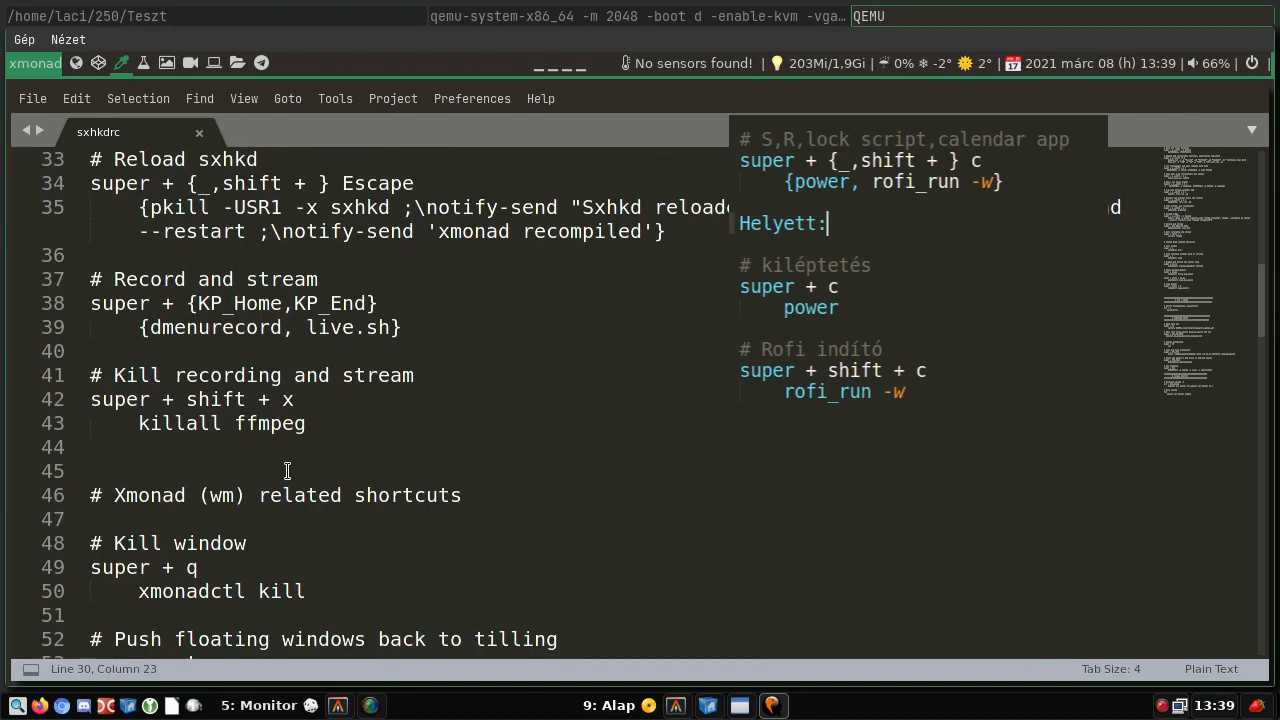 /home/laci/250/Teszt
qemu-system-x86_64 -m 2048 -boot d -enable-kvm -vga…
QEMU
Gép Nézet
xmonad
No sensors found! | 203Mi/1,9Gi | 0% -2° 2° | 2021 márc 08 (h) 13:39 | 66% | |
File Edit Selection Find View Goto Tools Project Preferences Help
sxhkdrc
33 # Reload sxhkd
34 super + {_,shift + } Escape
35 {pkill -USR1 -x sxhkd ;\notify-send "Sxhkd reload
d
--restart ;\notify-send 'xmonad recompiled'}
36
37 # Record and stream
38 super + {KP_Home,KP_End}
39 {dmenurecord, live.sh}
40
41 # Kill recording and stream
42 super + shift + x
43 killall ffmpeg
44
45
46 # Xmonad (wm) related shortcuts
47
48 # Kill window
49 super + q
50 xmonadctl kill
51
52 # Push floating windows back to tilling
# S,R,lock script,calendar app
super + {_,shift + } c
{power, rofi_run -w}
Helyett:
# kiléptetés
super + c
power
# Rofi indító
super + shift + c
rofi_run -w
Line 30, Column 23
Tab Size: 4
Plain Text
5: Monitor
9: Alap
13:39